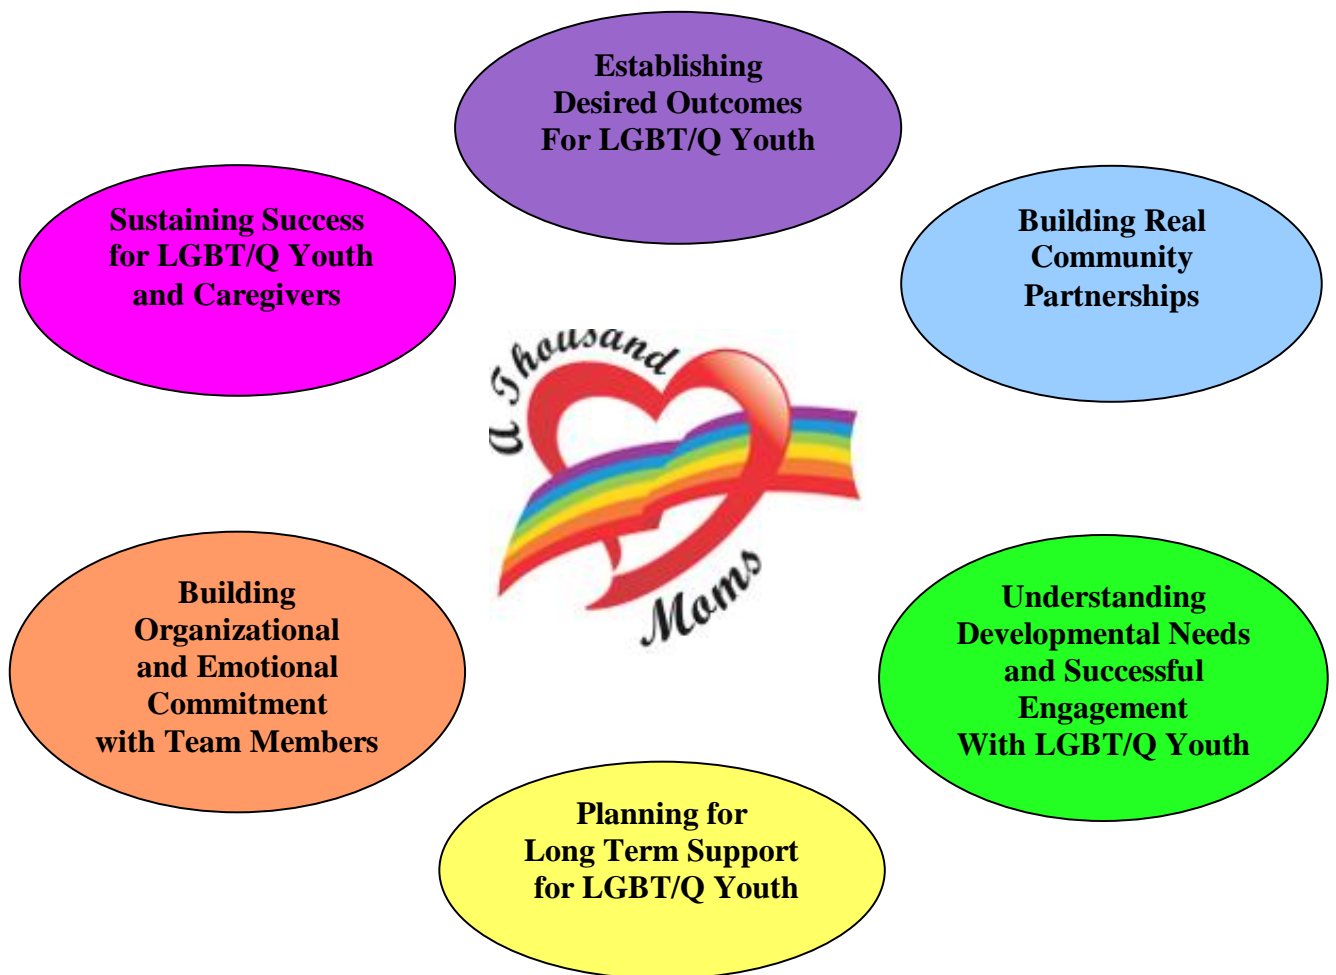 Establishing
Desired Outcomes
For LGBT/Q Youth
Sustaining Success
for LGBT/Q Youth
and Caregivers
Building Real
Community
Partnerships
A Thousand
Moms
Building
Organizational
and Emotional
Commitment
with Team Members
Understanding
Developmental Needs
and Successful
Engagement
With LGBT/Q Youth
Planning for
Long Term Support
for LGBT/Q Youth